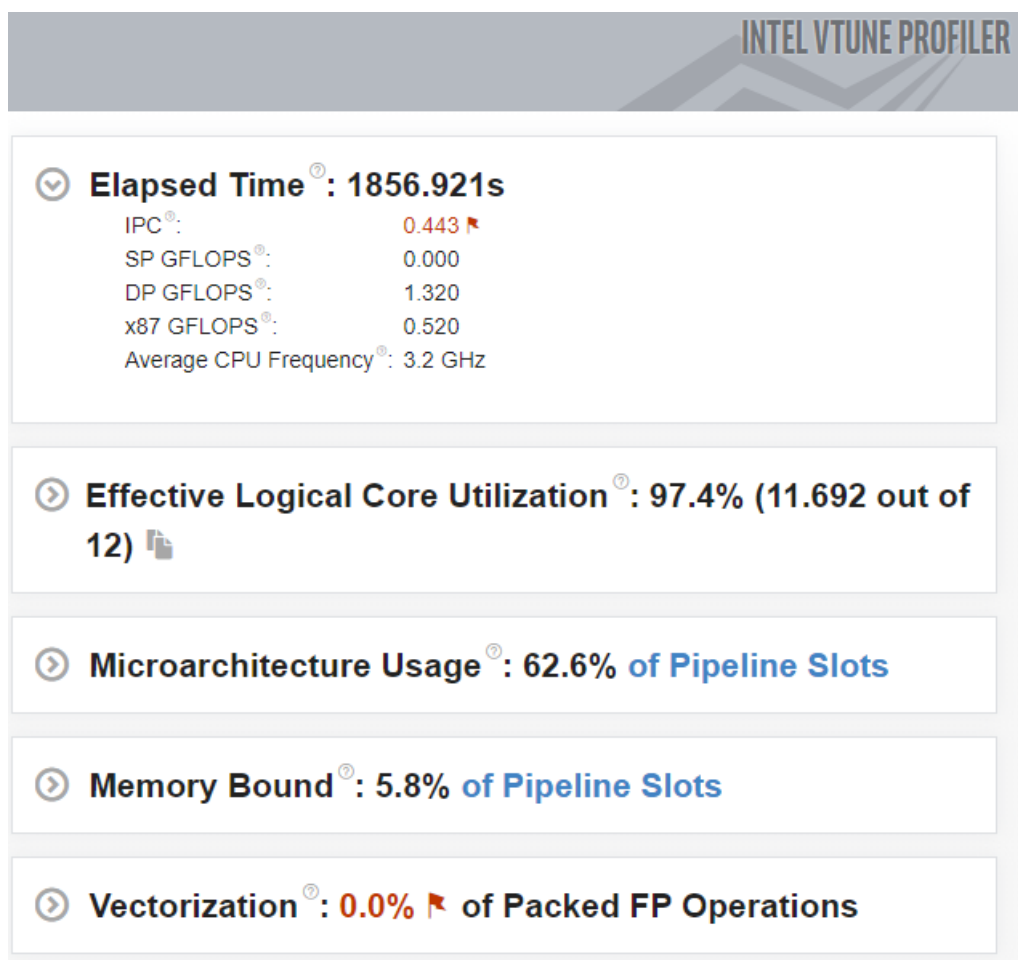 INTEL VTUNE PROFILER
Elapsed Time : 1856.921s
IPC : 0.443
SP GFLOPS : 0.000
DP GFLOPS : 1.320
x87 GFLOPS : 0.520
Average CPU Frequency : 3.2 GHz
Effective Logical Core Utilization : 97.4% (11.692 out of
12)
Microarchitecture Usage : 62.6% of Pipeline Slots
Memory Bound : 5.8% of Pipeline Slots
Vectorization : 0.0% of Packed FP Operations